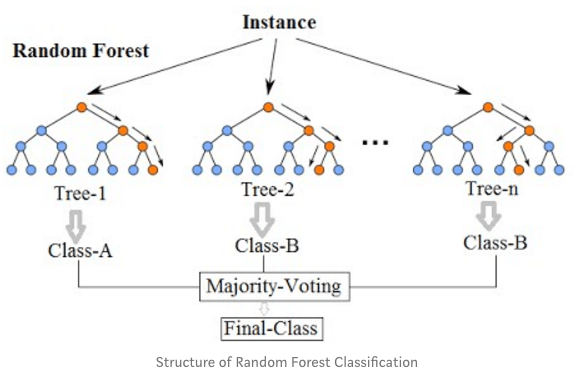 Instance
Random Forest
...
Tree-1
Tree-2
Tree-n
Class-A
Class-B
Class-B
Majority-Voting
Final-Class
Structure of Random Forest Classification